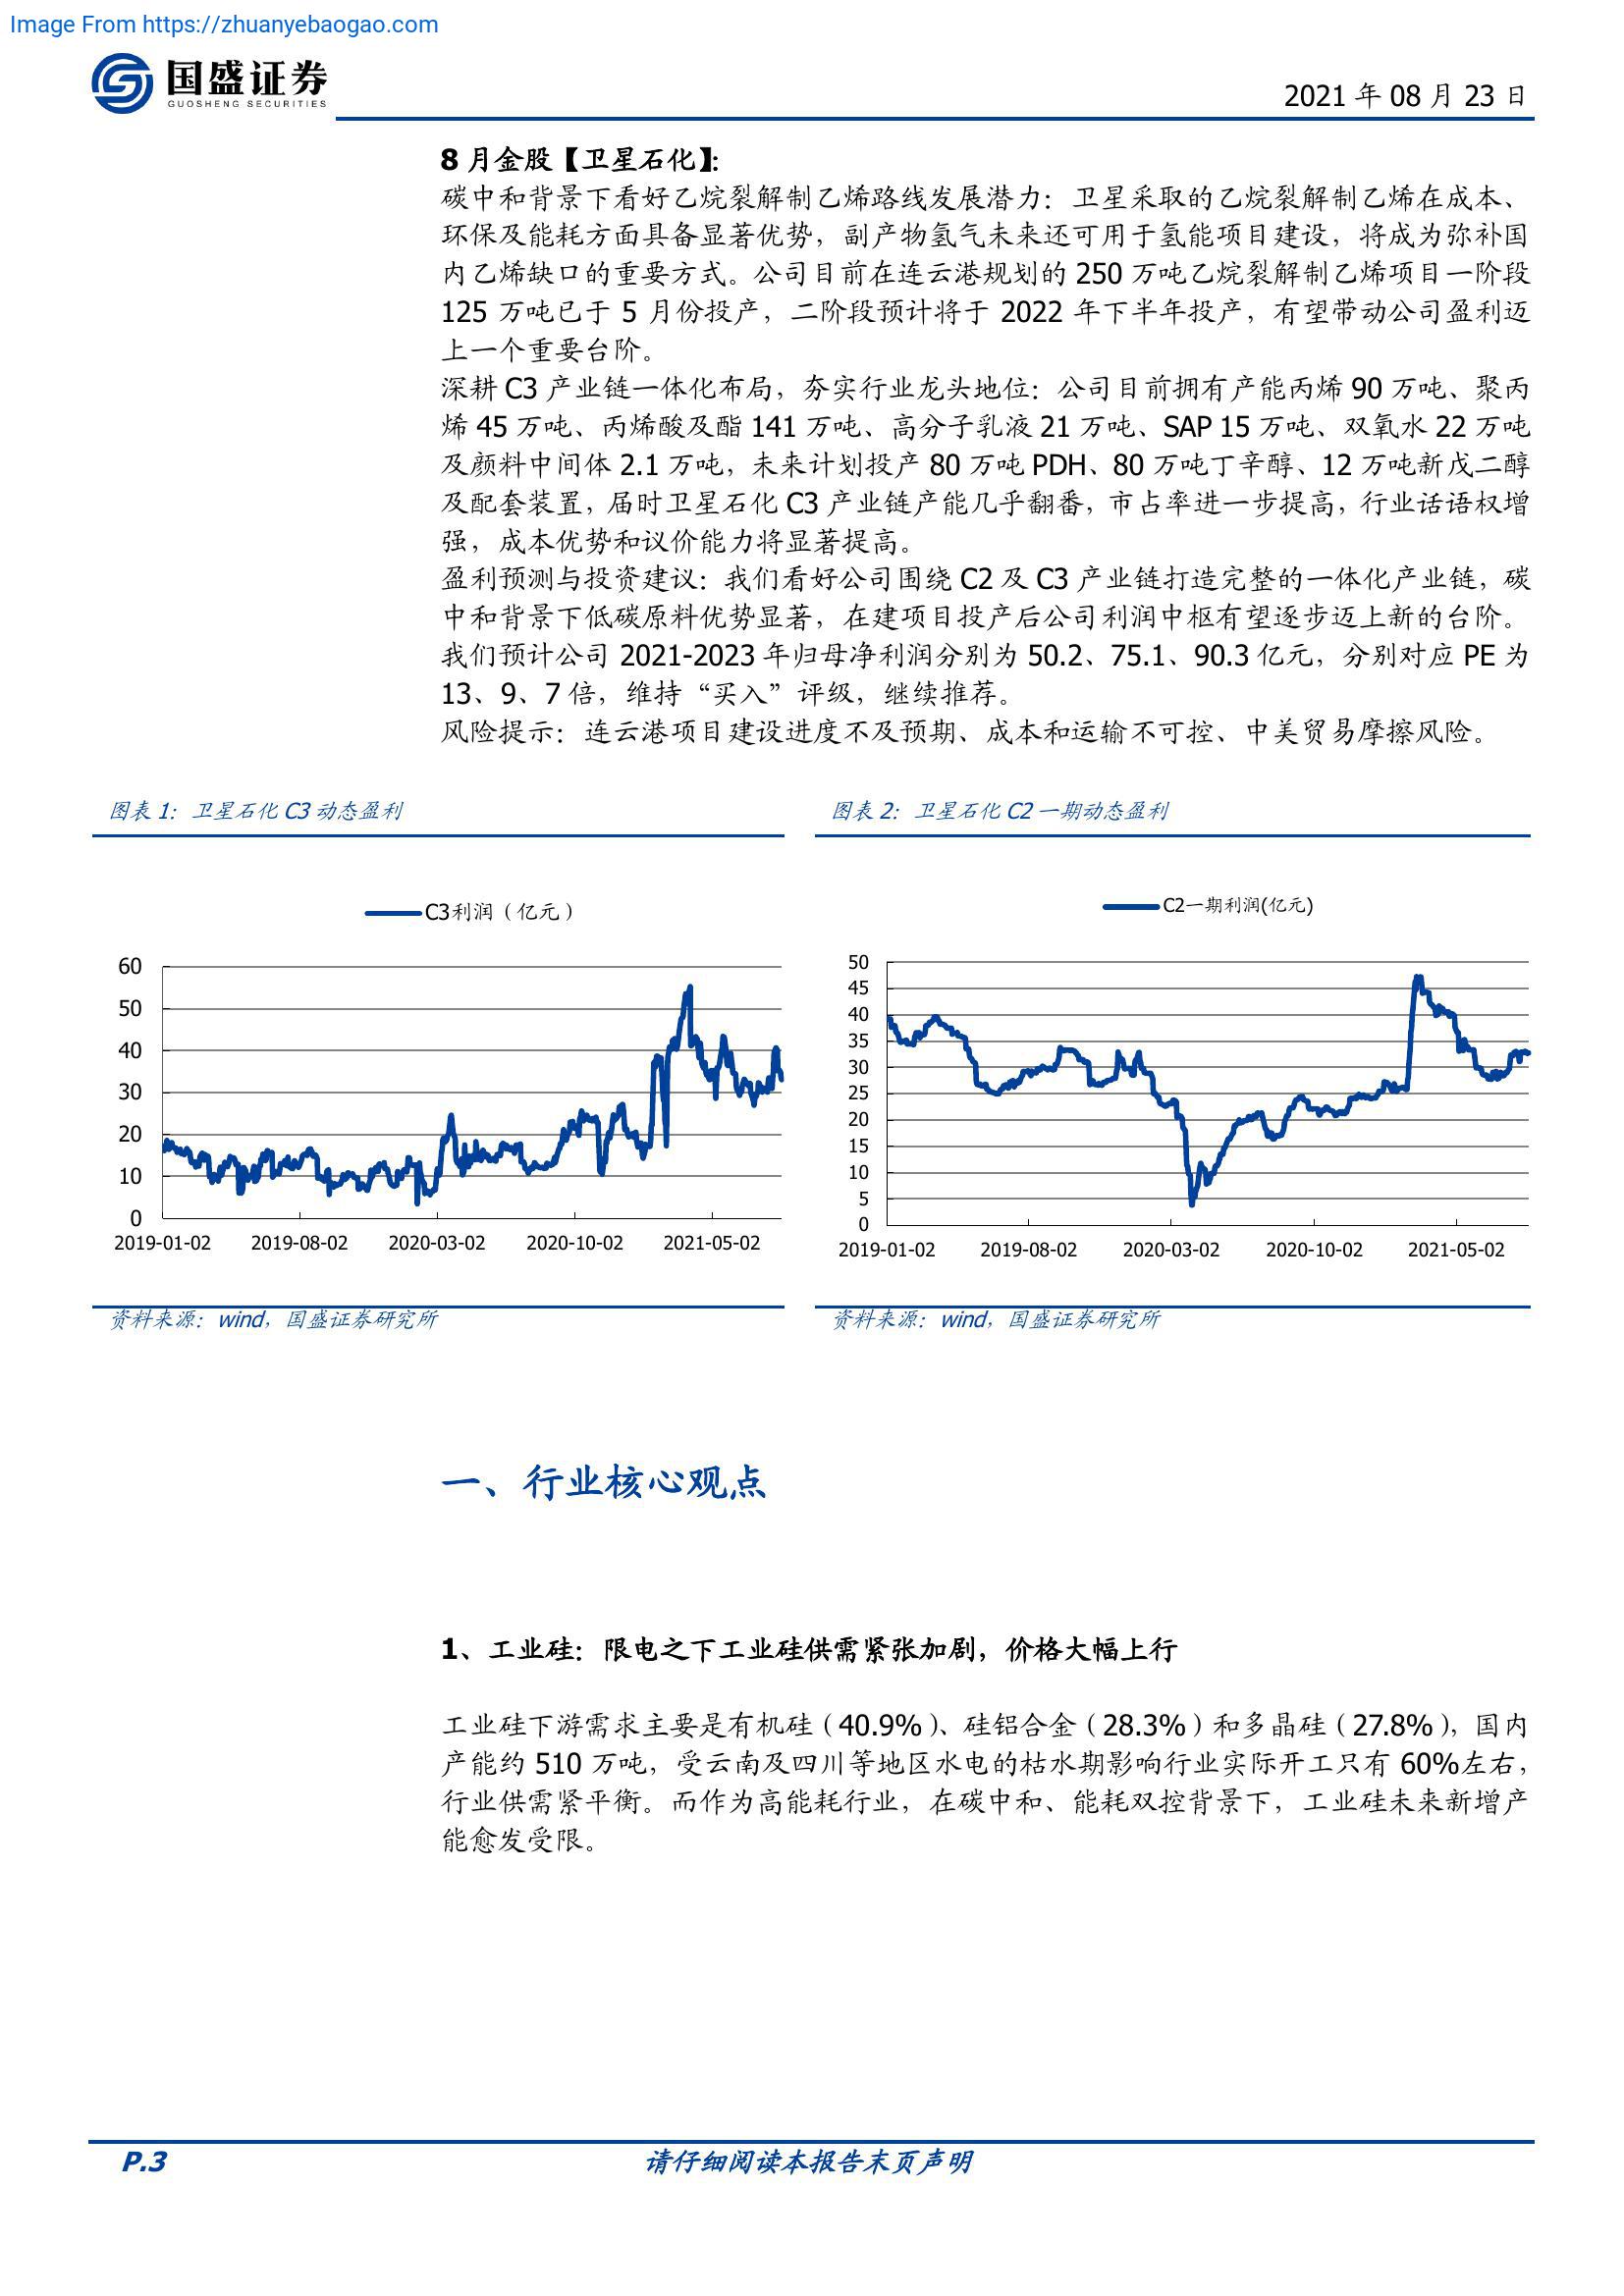 Image From https://zhuanyebaogao.com
国盛证券
GUOSHENG SECURITIES
2021 年 08 月 23 日
8 月金股【卫星石化】：
碳中和背景下看好乙烷裂解制乙烯路线发展潜力：卫星采取的乙烷裂解制乙烯在成本、
环保及能耗方面具备显著优势，副产物氢气未来还可用于氢能项目建设，将成为弥补国
内乙烯缺口的重要方式。公司目前在连云港规划的 250 万吨乙烷裂解制乙烯项目一阶段
125 万吨已于 5 月份投产，二阶段预计将于 2022 年下半年投产，有望带动公司盈利迈
上一个重要台阶。
深耕 C3 产业链一体化布局，夯实行业龙头地位：公司目前拥有产能丙烯 90 万吨、聚丙
烯 45 万吨、丙烯酸及酯 141 万吨、高分子乳液 21 万吨、SAP 15 万吨、双氧水 22 万吨
及颜料中间体 2.1 万吨，未来计划投产 80 万吨 PDH、80 万吨丁辛醇、12 万吨新戊二醇
及配套装置，届时卫星石化 C3 产业链产能几乎翻番，市占率进一步提高，行业话语权增
强，成本优势和议价能力将显著提高。
盈利预测与投资建议：我们看好公司围绕 C2 及 C3 产业链打造完整的一体化产业链，碳
中和背景下低碳原料优势显著，在建项目投产后公司利润中枢有望逐步迈上新的台阶。
我们预计公司 2021-2023 年归母净利润分别为 50.2、75.1、90.3 亿元，分别对应 PE 为
13、9、7 倍，维持“买入”评级，继续推荐。
风险提示：连云港项目建设进度不及预期、成本和运输不可控、中美贸易摩擦风险。
图表 1：卫星石化 C3 动态盈利
C3利润（亿元）
60
50
40
30
20
10
0
2019-01-02 2019-08-02 2020-03-02 2020-10-02 2021-05-02
资料来源：wind，国盛证券研究所
图表 2：卫星石化 C2 一期动态盈利
C2一期利润(亿元)
50
45
40
35
30
25
20
15
10
5
0
2019-01-02 2019-08-02 2020-03-02 2020-10-02 2021-05-02
资料来源：wind，国盛证券研究所
一、行业核心观点
1、工业硅：限电之下工业硅供需紧张加剧，价格大幅上行
工业硅下游需求主要是有机硅（40.9%）、硅铝合金（28.3%）和多晶硅（27.8%），国内
产能约 510 万吨，受云南及四川等地区水电的枯水期影响行业实际开工只有 60%左右，
行业供需紧平衡。而作为高能耗行业，在碳中和、能耗双控背景下，工业硅未来新增产
能愈发受限。
P.3
请仔细阅读本报告末页声明